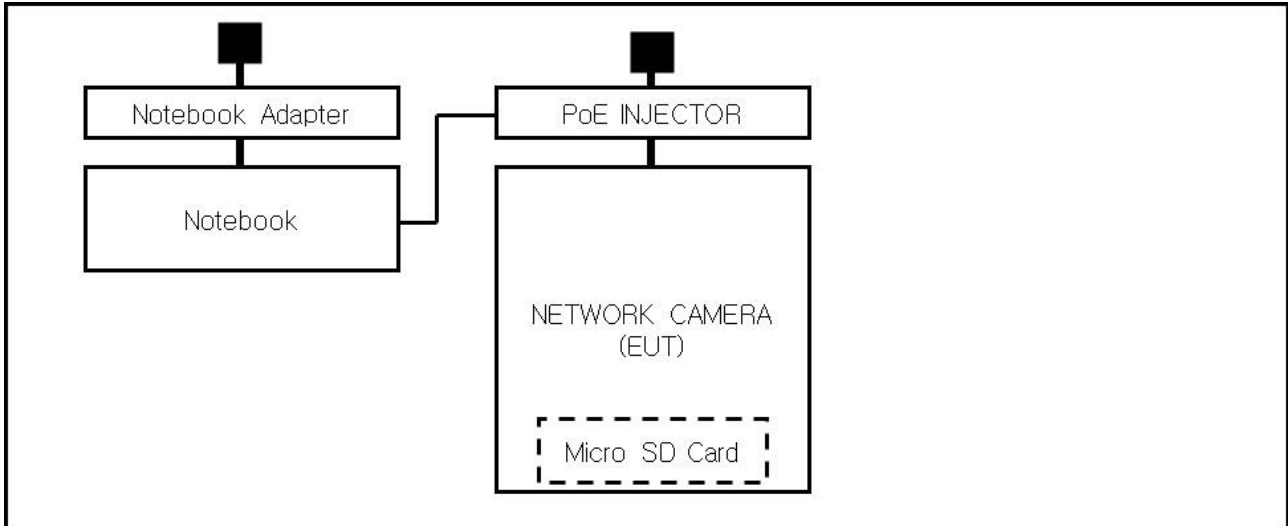 Notebook Adapter
PoE INJECTOR
Notebook
NETWORK CAMERA
(EUT)
Micro SD Card